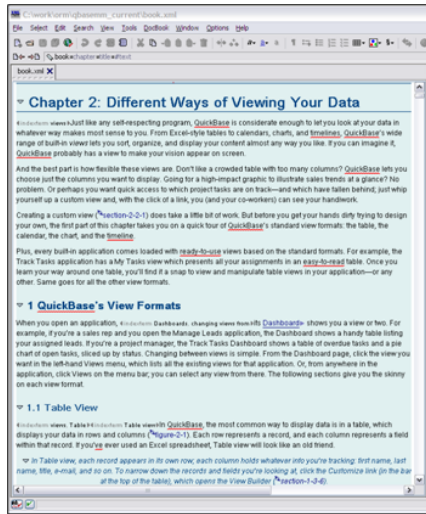 C:\work\orm\qbasemm_current\book.xml
File Select Edit Search View Tools DocBook Window Options Help
book chapter title #text
book.xml
Chapter 2: Different Ways of Viewing Your Data
indexterm views Just like any self-respecting program, QuickBase is considerate enough to let you look at your data in
whatever way makes most sense to you. From Excel-style tables to calendars, charts, and timelines, QuickBase's wide
range of built-in views lets you sort, organize, and display your content almost any way you like. If you can imagine it,
QuickBase probably has a view to make your vision appear on screen.
And the best part is how flexible these views are. Don't like a crowded table with too many columns? QuickBase lets you
choose just the columns you want to display. Going for a high-impact graphic to illustrate sales trends at a glance? No
problem. Or perhaps you want quick access to which project tasks are on track—and which have fallen behind; just whip
yourself up a custom view and, with the click of a link, you (and your co-workers) can see your handiwork.
Creating a custom view (section-2-2-1) does take a little bit of work. But before you get your hands dirty trying to design
your own, the first part of this chapter takes you on a quick tour of QuickBase's standard view formats: the table, the
calendar, the chart, and the timeline.
Plus, every built-in application comes loaded with ready-to-use views based on the standard formats. For example, the
Track Tasks application has a My Tasks view which presents all your assignments in an easy-to-read table. Once you
learn your way around one table, you'll find it a snap to view and manipulate table views in your application—or any
other. Same goes for all the other view formats.
1 QuickBase's View Formats
When you open an application, indexterm Dashboards: changing views from its Dashboard shows you a view or two. For
example, if you're a sales rep and you open the Manage Leads application, the Dashboard shows a handy table listing
your assigned leads. If you're a project manager, the Track Tasks Dashboard shows a table of overdue tasks and a pie
chart of open tasks, sliced up by status. Changing between views is simple. From the Dashboard page, click the view you
want in the left-hand Views menu, which lists all the existing views for that application. Or, from anywhere in the
application, click Views on the menu bar; you can select any view from there. The following sections give you the skinny
on each view format.
1.1 Table View
indexterm views. Table indexterm Table views In QuickBase, the most common way to display data is in a table, which
displays your data in rows and columns (figure-2-1). Each row represents a record, and each column represents a field
within that record. If you've ever used an Excel spreadsheet, Table view will look like an old friend.
In Table view, each record appears in its own row; each column holds whatever info you're tracking: first name, last
name, title, e-mail, and so on. To narrow down the records and fields you're looking at, click the Customize link (in the bar
at the top of the table), which opens the View Builder (section-1-3-6).